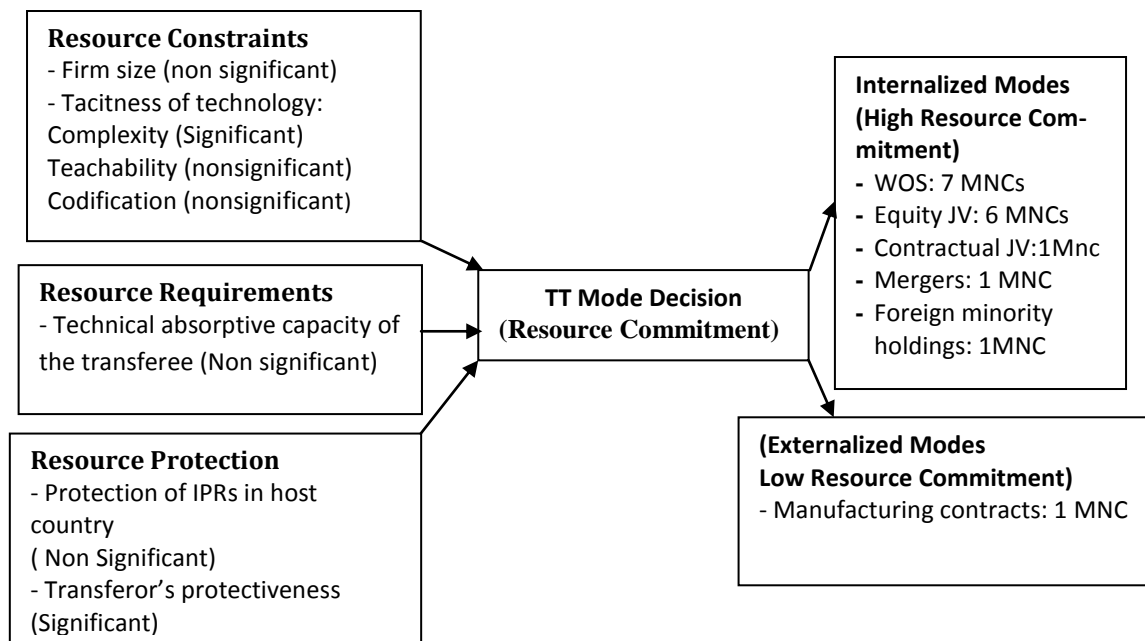 Resource Constraints
- Firm size (non significant)
- Tacitness of technology:
Complexity (Significant)
Teachability (nonsignificant)
Codification (nonsignificant)
Resource Requirements
- Technical absorptive capacity of
the transferee (Non significant)
Resource Protection
- Protection of IPRs in host
country
( Non Significant)
- Transferor’s protectiveness
(Significant)
TT Mode Decision
(Resource Commitment)
Internalized Modes
(High Resource Com-
mitment)
- WOS: 7 MNCs
- Equity JV: 6 MNCs
- Contractual JV:1Mnc
- Mergers: 1 MNC
- Foreign minority
holdings: 1MNC
(Externalized Modes
Low Resource Commitment)
- Manufacturing contracts: 1 MNC